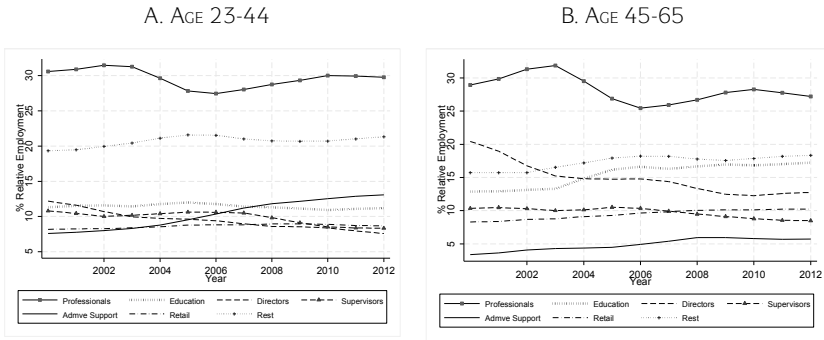 A. Age 23-44
B. Age 45-65
% Relative Employment
30
25
20
15
10
5
2002 2004 2006 2008 2010 2012
Year
Professionals Education Directors Supervisors
Admve Support Retail Rest
% Relative Employment
30
25
20
15
10
5
2002 2004 2006 2008 2010 2012
Year
Professionals Education Directors Supervisors
Admve Support Retail Rest